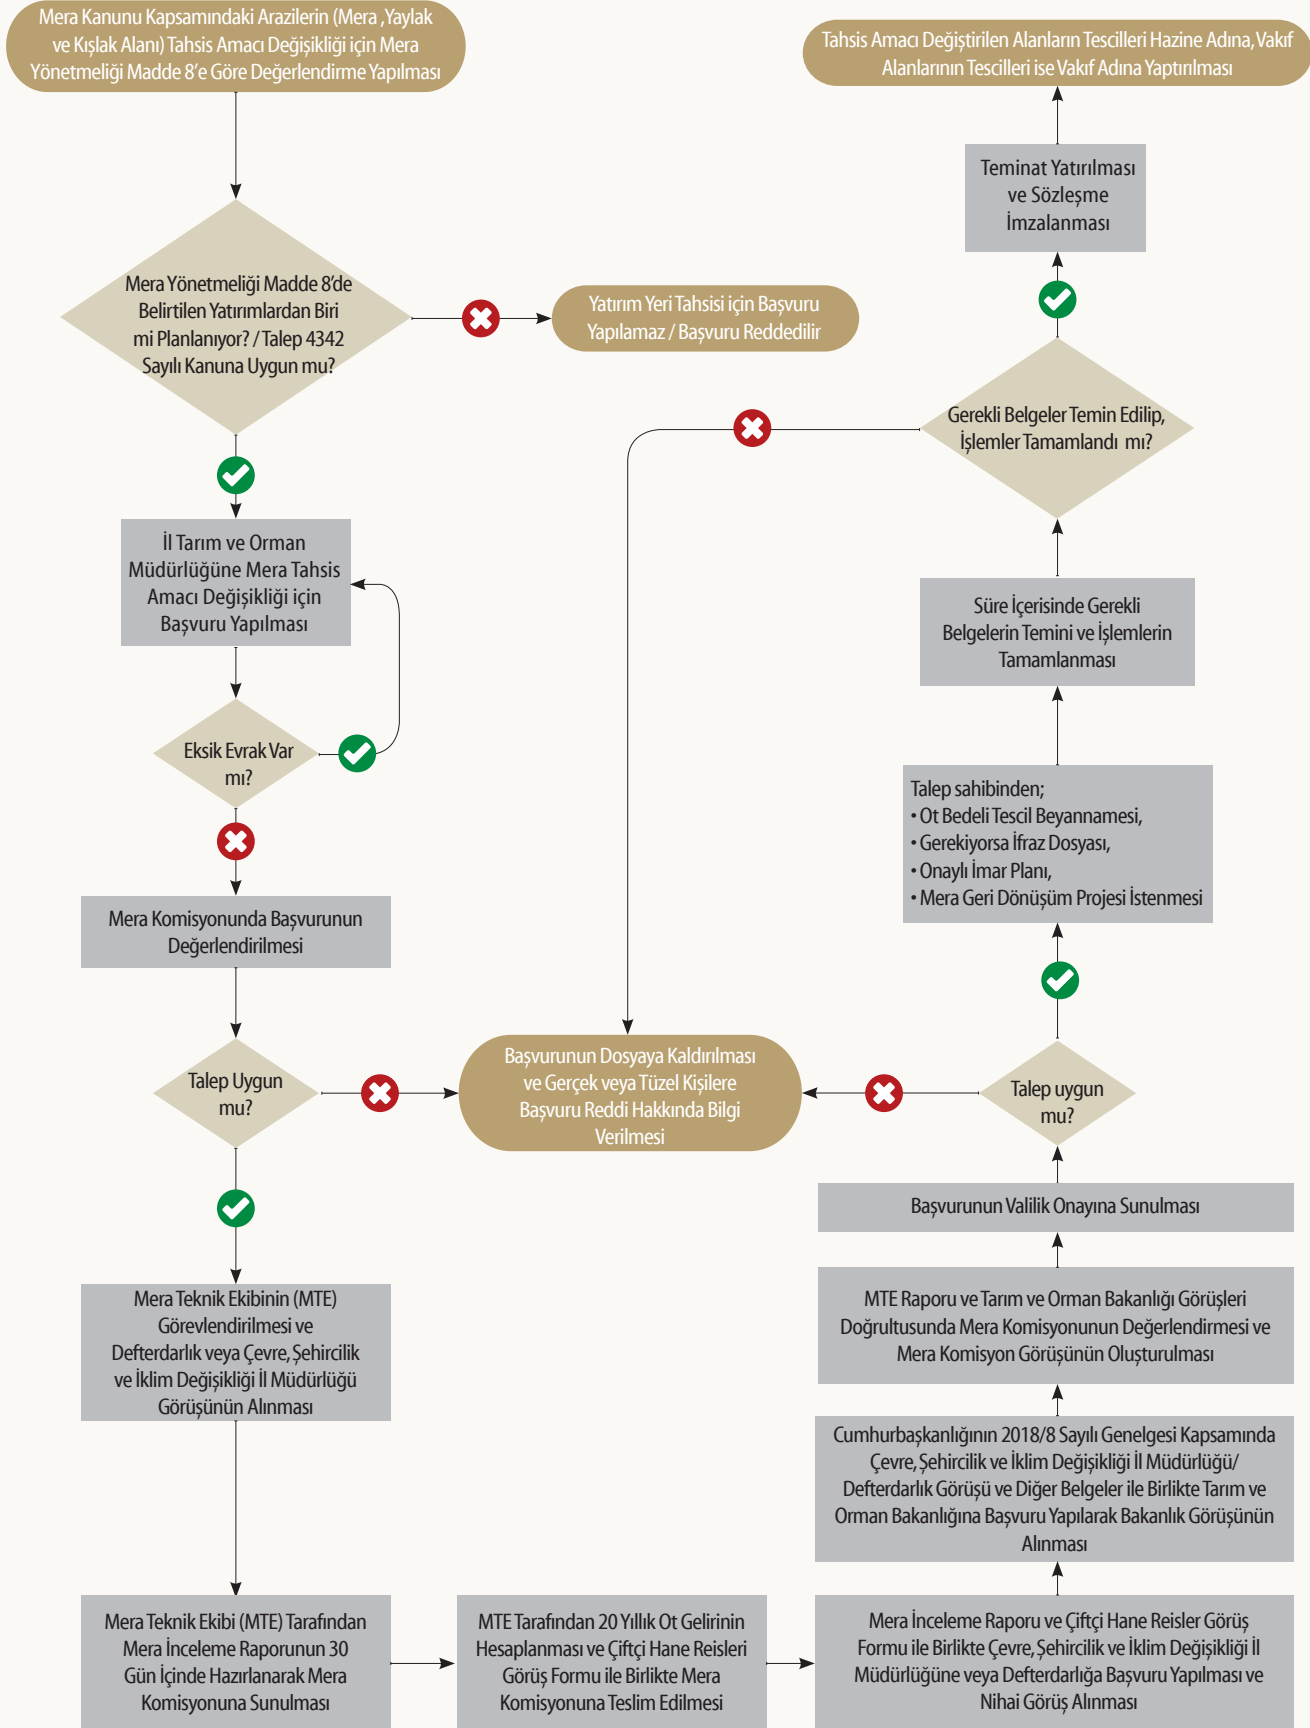 Mera Kanunu Kapsamındaki Arazilerin (Mera ,Yaylak
ve Kışlak Alanı) Tahsis Amacı Değişikliği için Mera
Yönetmeliği Madde 8’e Göre Değerlendirme Yapılması
Mera Yönetmeliği Madde 8’de
Belirtilen Yatırımlardan Biri
mi Planlanıyor? / Talep 4342
Sayılı Kanuna Uygun mu?
Yatırım Yeri Tahsisi için Başvuru
Yapılamaz / Başvuru Reddedilir
İl Tarım ve Orman
Müdürlüğüne Mera Tahsis
Amacı Değişikliği için
Başvuru Yapılması
Eksik Evrak Var
mı?
Mera Komisyonunda Başvurunun
Değerlendirilmesi
Talep Uygun
mu?
Başvurunun Dosyaya Kaldırılması
ve Gerçek veya Tüzel Kişilere
Başvuru Reddi Hakkında Bilgi
Verilmesi
Mera Teknik Ekibinin (MTE)
Görevlendirilmesi ve
Defterdarlık veya Çevre, Şehircilik
ve İklim Değişikliği İl Müdürlüğü
Görüşünün Alınması
Mera Teknik Ekibi (MTE) Tarafından
Mera İnceleme Raporunun 30
Gün İçinde Hazırlanarak Mera
Komisyonuna Sunulması
MTE Tarafından 20 Yıllık Ot Gelirinin
Hesaplanması ve Çiftçi Hane Reisleri
Görüş Formu ile Birlikte Mera
Komisyonuna Teslim Edilmesi
Mera İnceleme Raporu ve Çiftçi Hane Reisler Görüş
Formu ile Birlikte Çevre, Şehircilik ve İklim Değişikliği İl
Müdürlüğüne veya Defterdarlığa Başvuru Yapılması ve
Nihai Görüş Alınması
Cumhurbaşkanlığının 2018/8 Sayılı Genelgesi Kapsamında
Çevre, Şehircilik ve İklim Değişikliği İl Müdürlüğü/
Defterdarlık Görüşü ve Diğer Belgeler ile Birlikte Tarım ve
Orman Bakanlığına Başvuru Yapılarak Bakanlık Görüşünün
Alınması
MTE Raporu ve Tarım ve Orman Bakanlığı Görüşleri
Doğrultusunda Mera Komisyonunun Değerlendirmesi ve
Mera Komisyon Görüşünün Oluşturulması
Başvurunun Valilik Onayına Sunulması
Talep uygun
mu?
Talep sahibinden;
• Ot Bedeli Tescil Beyannamesi,
• Gerekiyorsa İfraz Dosyası,
• Onaylı İmar Planı,
• Mera Geri Dönüşüm Projesi İstenmesi
Süre İçerisinde Gerekli
Belgelerin Temini ve İşlemlerin
Tamamlanması
Gerekli Belgeler Temin Edilip,
İşlemler Tamamlandı mı?
Teminat Yatırılması
ve Sözleşme
İmzalanması
Tahsis Amacı Değiştirilen Alanların Tescilleri Hazine Adına, Vakıf
Alanlarının Tescilleri ise Vakıf Adına Yaptırılması